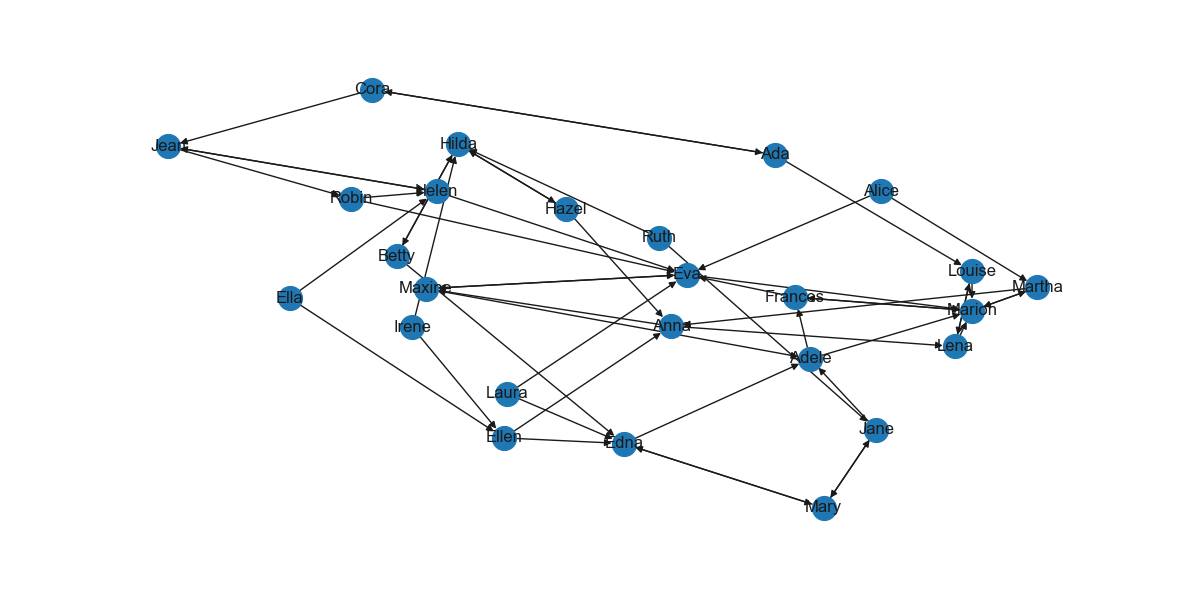 Cora
Jean
Hilda
Ada
Helen
Robin
Alice
Hazel
Ruth
Betty
Eva
Louise
Maxine
Martha
Ella
Frances
Marion
Irene
Anna
Lena
Adele
Laura
Ellen
Edna
Jane
Mary